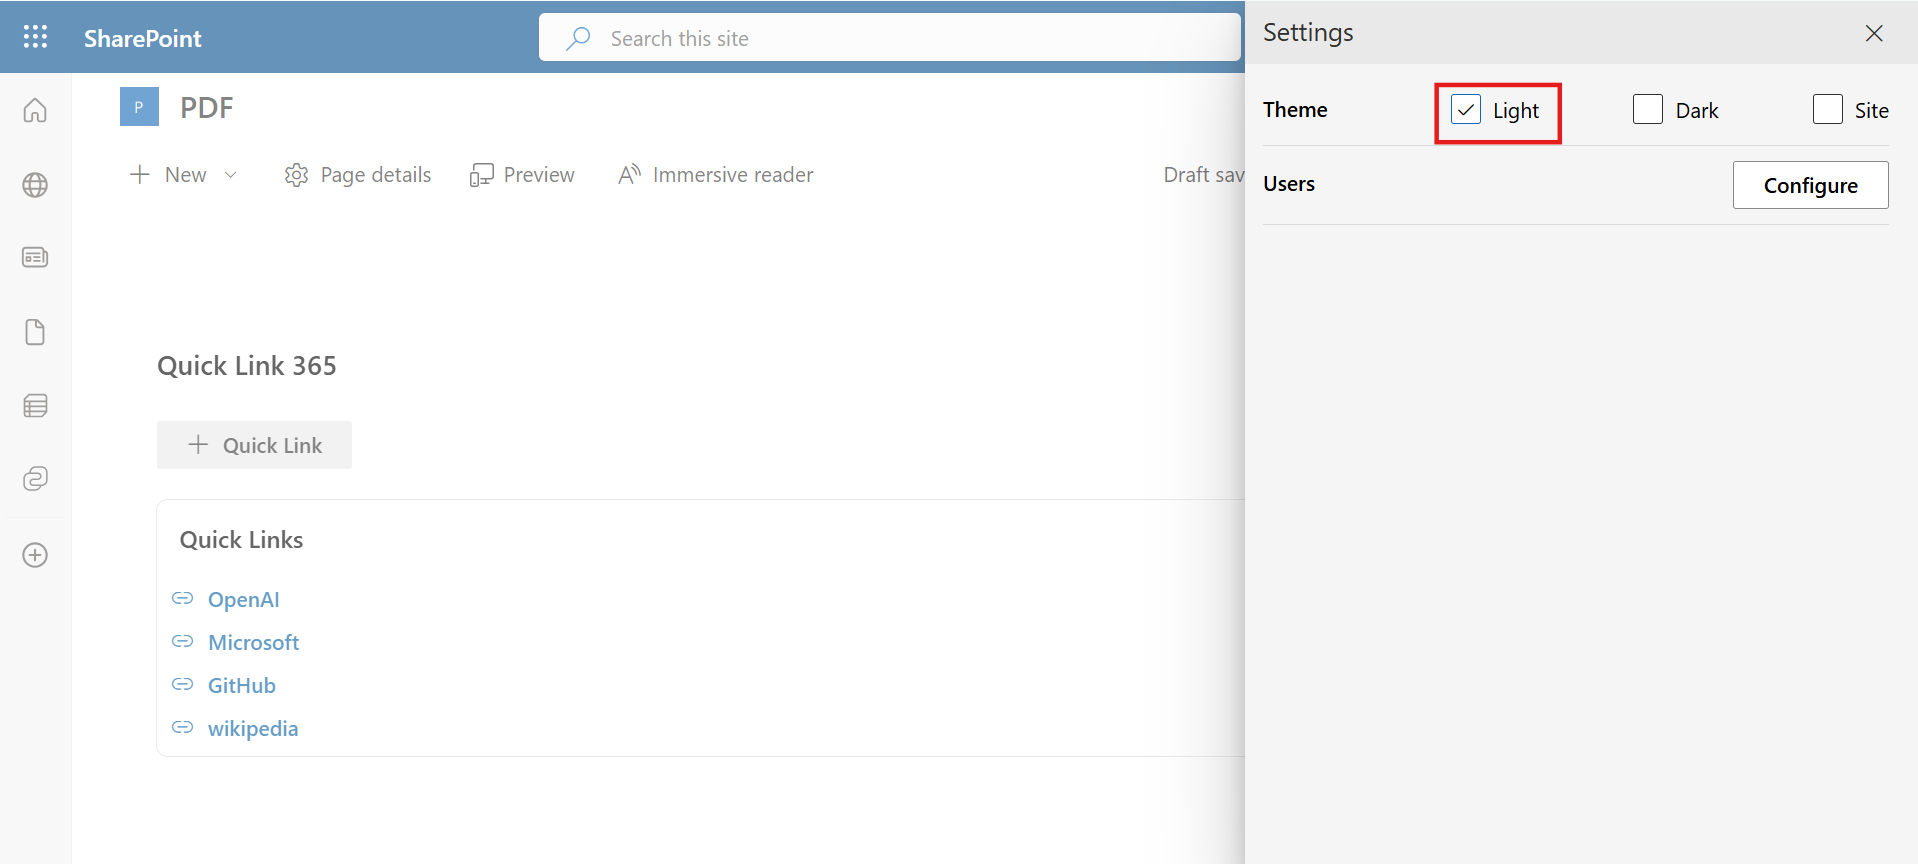 SharePoint
Search this site
Settings
P
PDF
Theme
Light
Dark
Site
New
Page details
Preview
Immersive reader
Draft sav
Users
Configure
Quick Link 365
Quick Link
Quick Links
OpenAI
Microsoft
GitHub
wikipedia